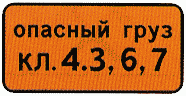 опасный груз
кл. 4.3, 6, 7